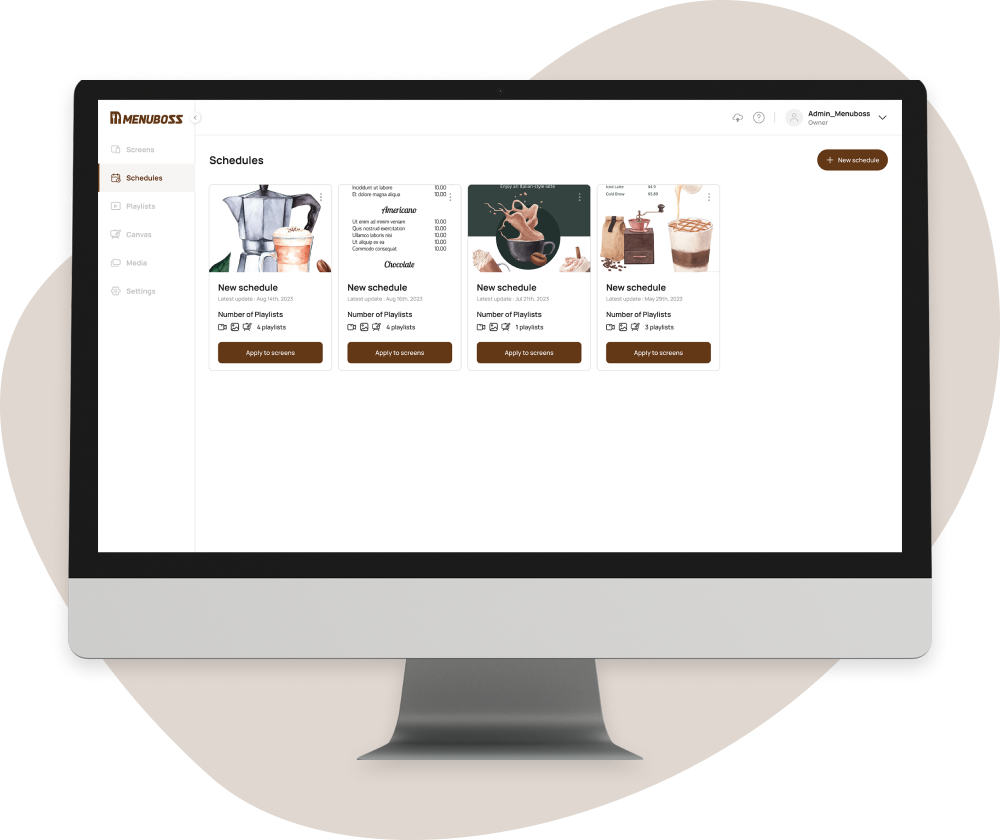 MENUBOSS
Admin_Menuboss
Owner
Screens
Schedules
Playlists
Canvas
Media
Settings
Schedules
+ New schedule
Incididunt ut labore 10.00
Et dolore magna aliqua 10.00
Americano
Ut enim ad minim veniam 10.00
Quis nostrud exercitation 10.00
Ullamco laboris nisi 10.00
Ut aliquip ex ea 10.00
Commodo consequat 10.00
Chocolate
Enjoy an Italian-style latte
Iced Latte $4.9
Cold Brew $5.80
New schedule
Latest update : Aug 14th, 2023
Number of Playlists
4 playlists
Apply to screens
New schedule
Latest update : Aug 16th, 2023
Number of Playlists
4 playlists
Apply to screens
New schedule
Latest update : Jul 21th, 2023
Number of Playlists
1 playlists
Apply to screens
New schedule
Latest update : May 29th, 2023
Number of Playlists
3 playlists
Apply to screens